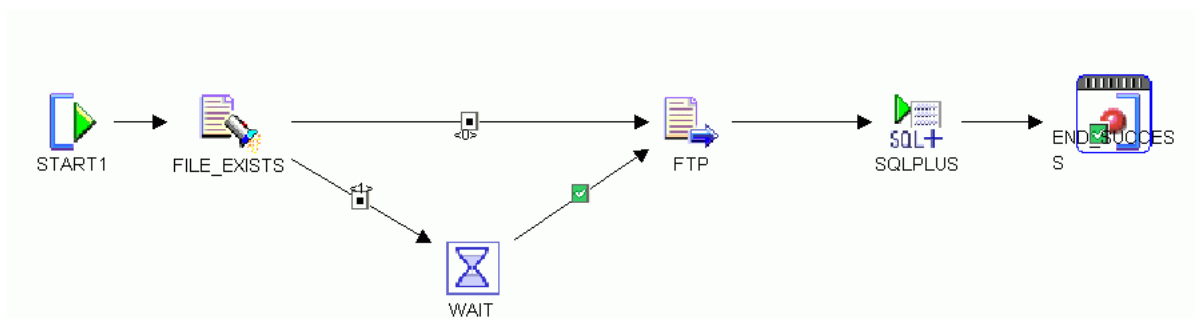 <0>
<1>
SQL+
START1
FILE_EXISTS
FTP
SQLPLUS
END_SUCCES
S
WAIT